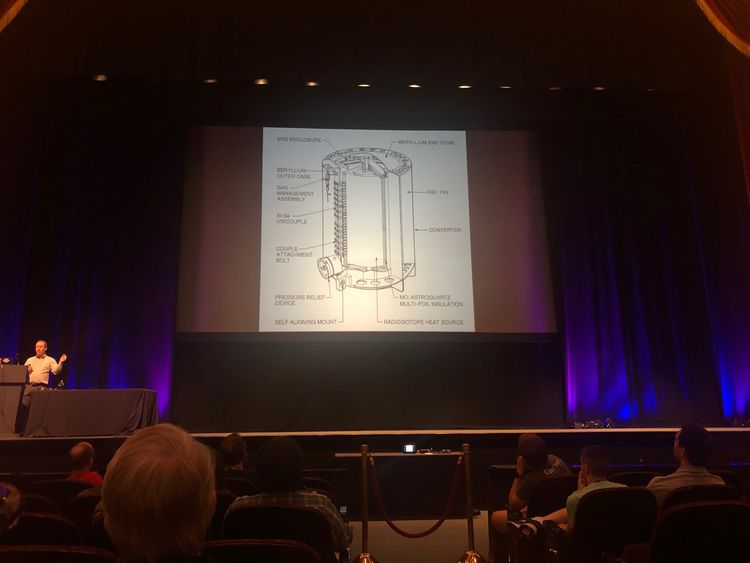 END ENCLOSURE
BERYLLIUM END DOME
BERYLLIUM
OUTER CASE
GAS
MANAGEMENT
ASSEMBLY
RIB / FIN
Si Ge
UNICOUPLE
CONVERTER
COUPLE
ATTACHMENT
BOLT
PRESSURE RELIEF
DEVICE
MO/ASTROQUARTZ
MULTI-FOIL INSULATION
SELF ALIGNING MOUNT
RADIOISOTOPE HEAT SOURCE